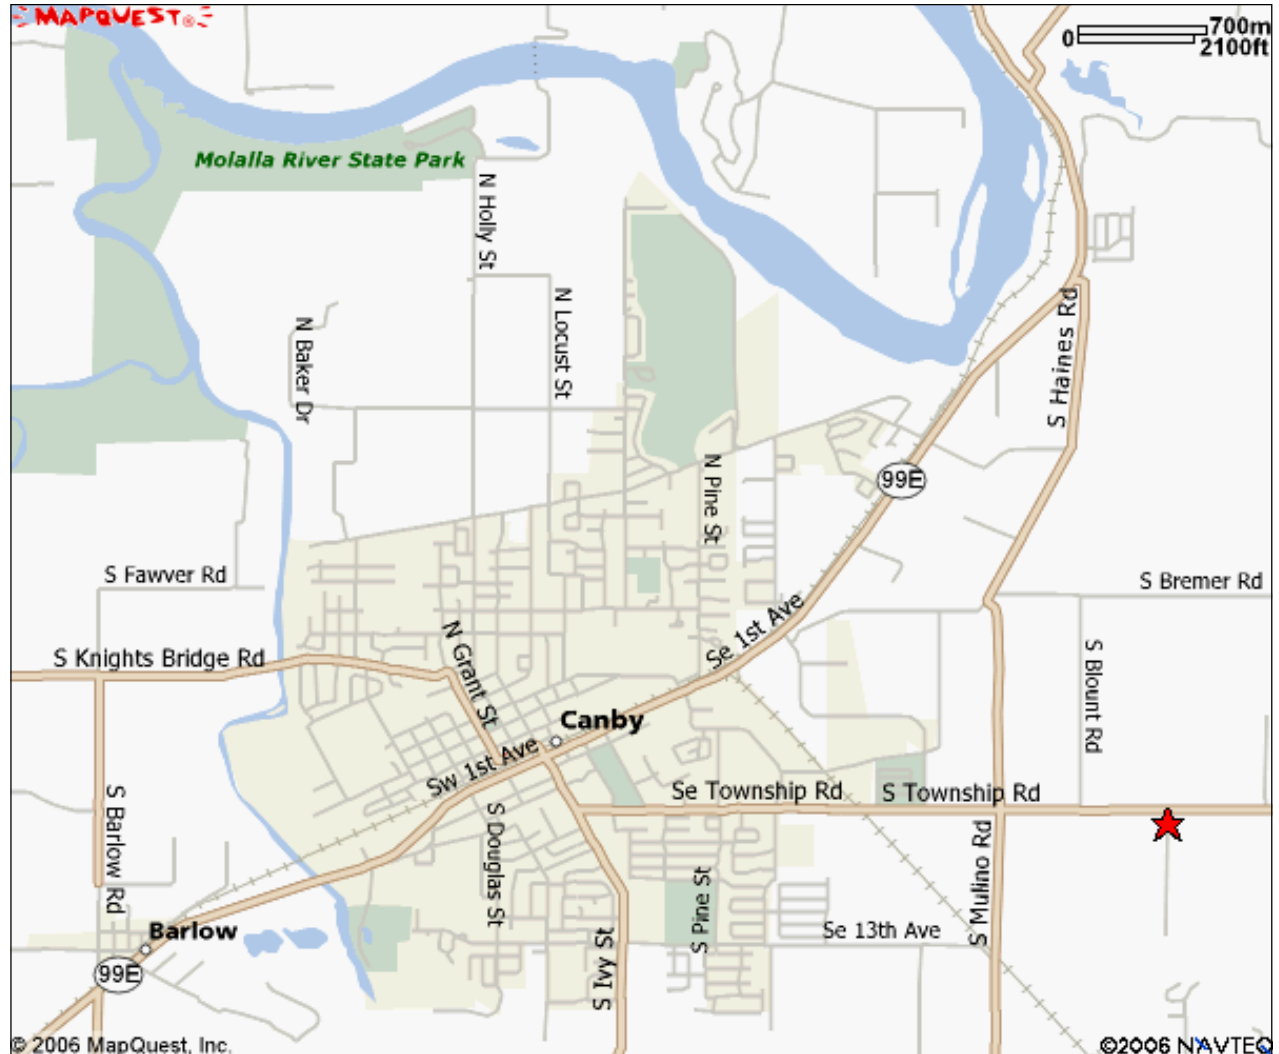 MAPQUEST
0 700m
2100ft
Molalla River State Park
N Holly St
N Locust St
N Baker Dr
S Haines Rd
99E
N Pine St
S Fawver Rd
S Bremer Rd
Se 1st Ave
N Grant St
S Knights Bridge Rd
S Blount Rd
Canby
Sw 1st Ave
Se Township Rd
S Township Rd
S Barlow Rd
S Douglas St
S Mulino Rd
S Pine St
Barlow
Se 13th Ave
S Ivy St
99E
© 2006 MapQuest, Inc.
©2006 NAVTEQ